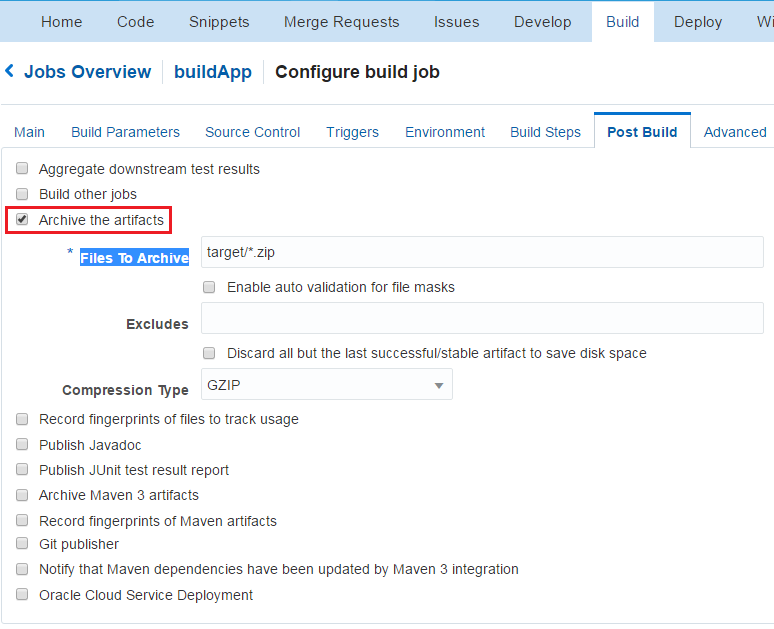 Home Code Snippets Merge Requests Issues Develop Build Deploy Wi
Jobs Overview buildApp Configure build job
Main Build Parameters Source Control Triggers Environment Build Steps Post Build Advanced
Aggregate downstream test results
Build other jobs
Archive the artifacts
* Files To Archive target/*.zip
Enable auto validation for file masks
Excludes
Discard all but the last successful/stable artifact to save disk space
Compression Type GZIP
Record fingerprints of files to track usage
Publish Javadoc
Publish JUnit test result report
Archive Maven 3 artifacts
Record fingerprints of Maven artifacts
Git publisher
Notify that Maven dependencies have been updated by Maven 3 integration
Oracle Cloud Service Deployment